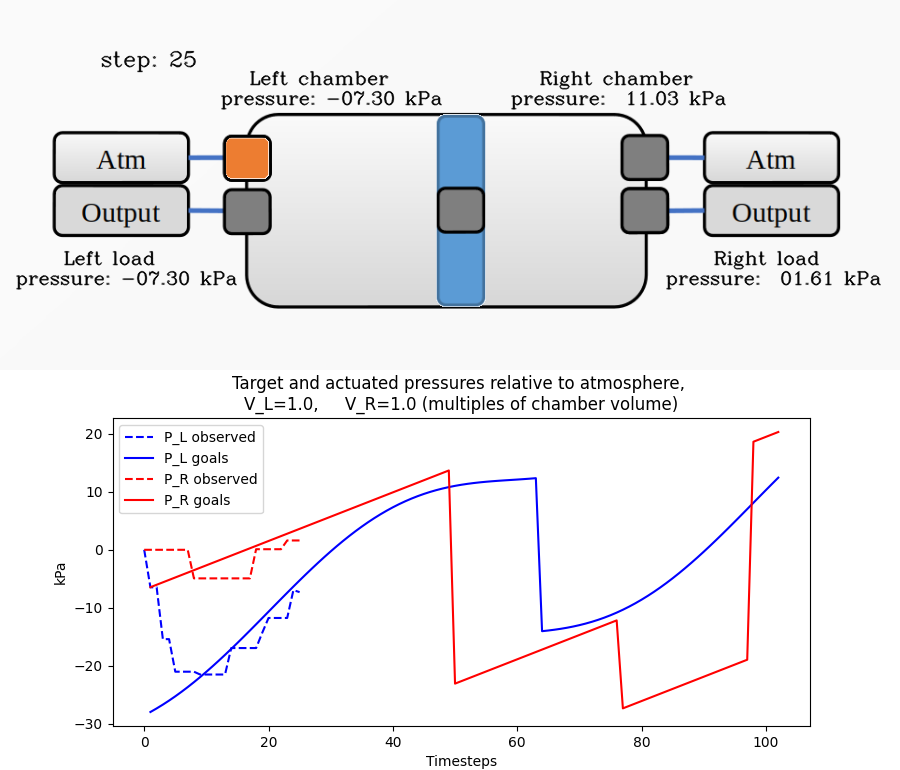 step: 25
Left chamber
pressure: −07.30 kPa
Right chamber
pressure: 11.03 kPa
Atm
Output
Atm
Output
Left load
pressure: −07.30 kPa
Right load
pressure: 01.61 kPa
Target and actuated pressures relative to atmosphere,
V_L=1.0, V_R=1.0 (multiples of chamber volume)
P_L observed
P_L goals
P_R observed
P_R goals
20
10
0
−10
−20
−30
kPa
0 20 40 60 80 100
Timesteps